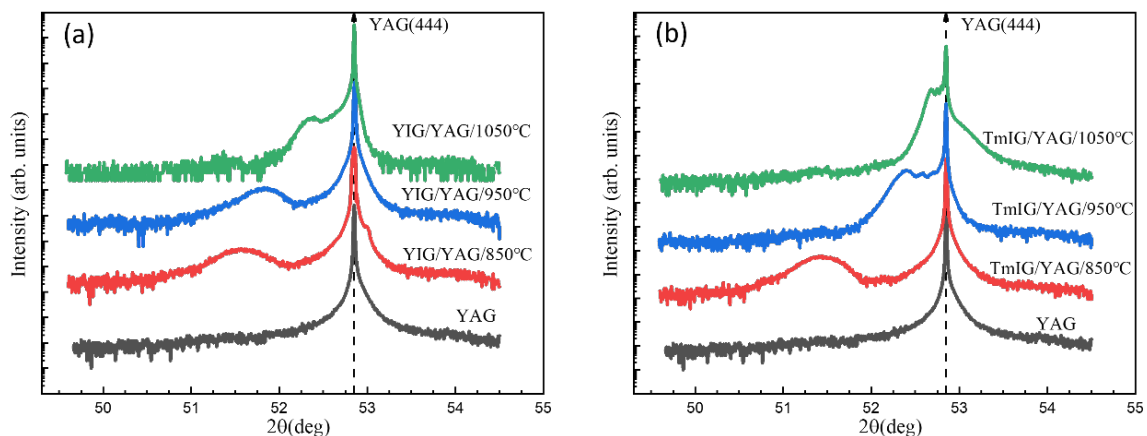 (a)
YAG(444)
YIG/YAG/1050°C
YIG/YAG/950°C
YIG/YAG/850°C
YAG
Intensity (arb. units)
50 51 52 53 54 55
2θ(deg)
(b)
YAG(444)
TmIG/YAG/1050°C
TmIG/YAG/950°C
TmIG/YAG/850°C
YAG
Intensity (arb. units)
50 51 52 53 54 55
2θ(deg)